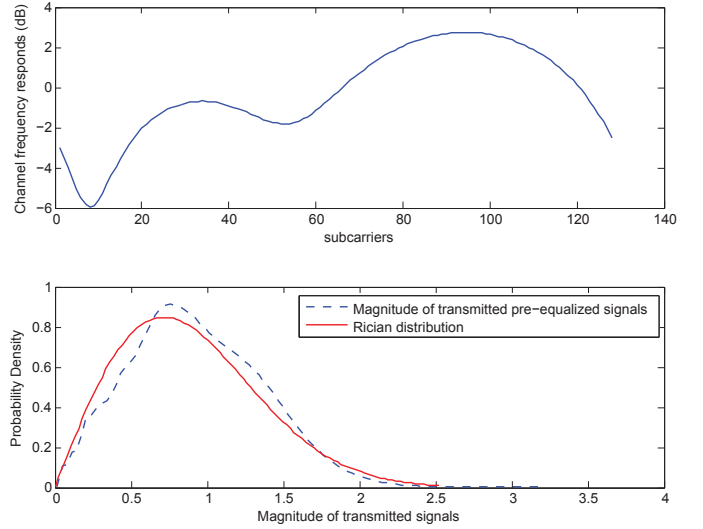 Channel frequency responds (dB)
4
2
0
−2
−4
−6
0 20 40 60 80 100 120 140
subcarriers
Probability Density
1
0.8
0.6
0.4
0.2
0
Magnitude of transmitted pre−equalized signals
Rician distribution
0 0.5 1 1.5 2 2.5 3 3.5 4
Magnitude of transmitted signals